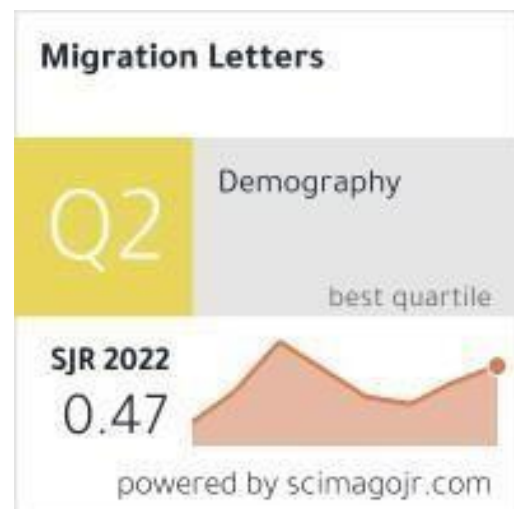 Migration Letters
Q2
Demography
best quartile
SJR 2022
0.47
powered by scimagojr.com